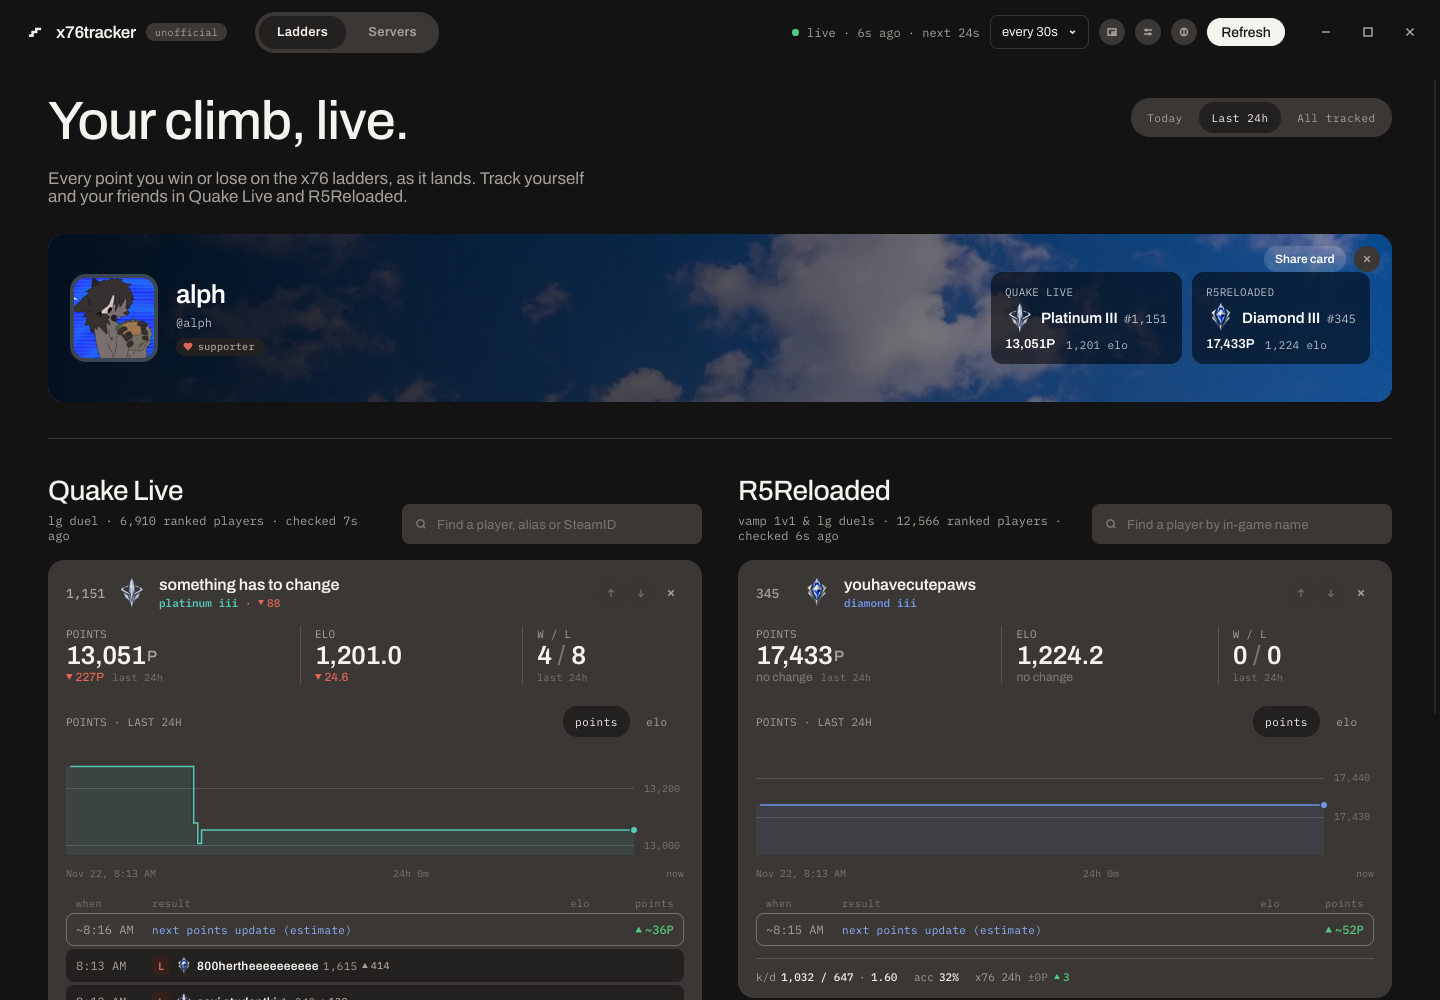 x76tracker unofficial Ladders Servers live · 6s ago · next 24s every 30s Refresh
Your climb, live.
Today Last 24h All tracked
Every point you win or lose on the x76 ladders, as it lands. Track yourself
and your friends in Quake Live and R5Reloaded.
Share card
alph
@alph
supporter
QUAKE LIVE
Platinum III #1,151
13,051P 1,201 elo
R5RELOADED
Diamond III #345
17,433P 1,224 elo
Quake Live
lg duel · 6,910 ranked players · checked 7s
ago
Find a player, alias or SteamID
1,151 something has to change
platinum iii · ▼88
POINTS ELO W / L
13,051P 1,201.0 4 / 8
▼227P last 24h ▼24.6 last 24h
POINTS · LAST 24H points elo
13,200
13,000
Nov 22, 8:13 AM 24h 0m now
when result elo points
~8:16 AM next points update (estimate) ▲~36P
8:13 AM L 800hertheeeeeeeeee 1,615 ▲414
R5Reloaded
vamp 1v1 & lg duels · 12,566 ranked players ·
checked 6s ago
Find a player by in-game name
345 youhavecutepaws
diamond iii
POINTS ELO W / L
17,433P 1,224.2 0 / 0
no change last 24h no change last 24h
POINTS · LAST 24H points elo
17,440
17,430
Nov 22, 8:13 AM 24h 0m now
when result elo points
~8:15 AM next points update (estimate) ▲~52P
k/d 1,032 / 647 · 1.60 acc 32% x76 24h ±0P ▲3